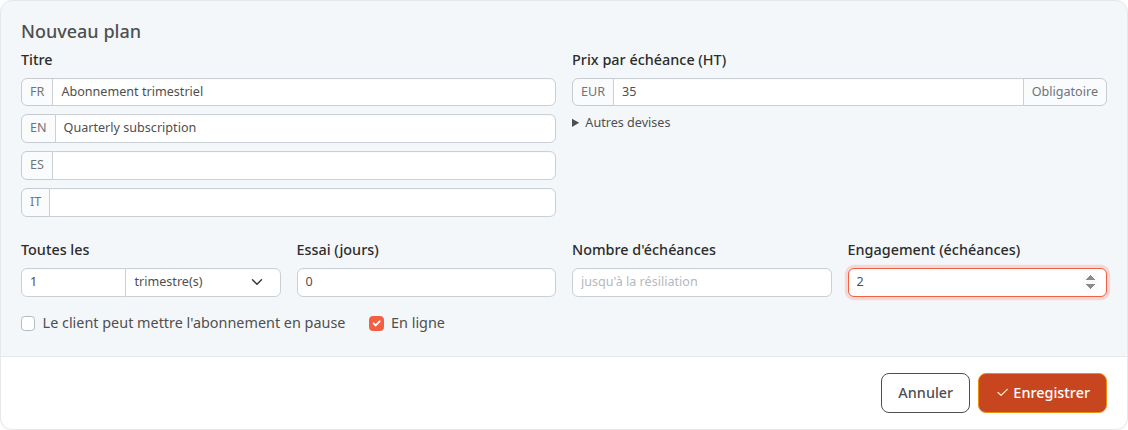 Nouveau plan
Titre
Prix par échéance (HT)
FR Abonnement trimestriel
EUR 35 Obligatoire
EN Quarterly subscription
Autres devises
ES
IT
Toutes les
Essai (jours)
Nombre d'échéances
Engagement (échéances)
1 trimestre(s)
0
jusqu'à la résiliation
2
Le client peut mettre l'abonnement en pause
En ligne
Annuler
Enregistrer